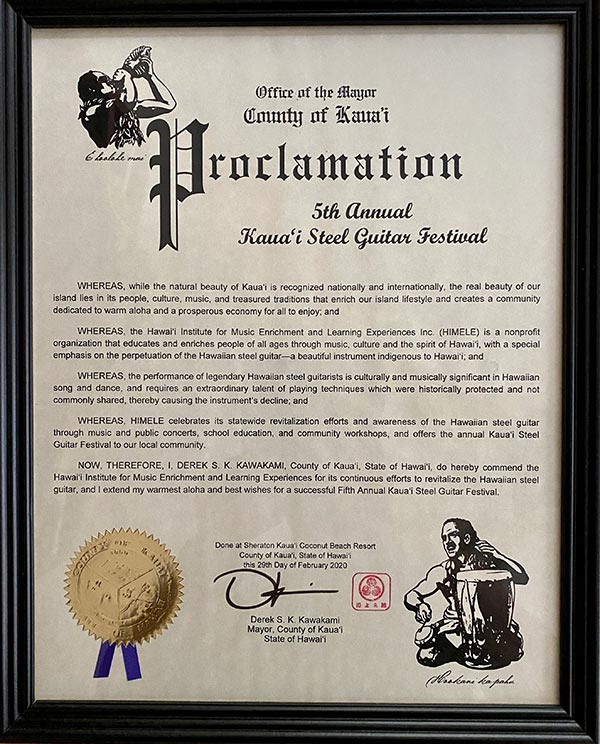 Office of the Mayor
County of Kaua'i
Proclamation
5th Annual
Kaua'i Steel Guitar Festival
WHEREAS, while the natural beauty of Kaua'i is recognized nationally and internationally, the real beauty of our
island lies in its people, culture, music, and treasured traditions that enrich our island lifestyle and creates a community
dedicated to warm aloha and a prosperous economy for all to enjoy; and
WHEREAS, the Hawai'i Institute for Music Enrichment and Learning Experiences Inc. (HIMELE) is a nonprofit
organization that educates and enriches people of all ages through music, culture and the spirit of Hawai'i, with a special
emphasis on the perpetuation of the Hawaiian steel guitar—a beautiful instrument indigenous to Hawai'i; and
WHEREAS, the performance of legendary Hawaiian steel guitarists is culturally and musically significant in Hawaiian
song and dance, and requires an extraordinary talent of playing techniques which were historically protected and not
commonly shared, thereby causing the instrument's decline; and
WHEREAS, HIMELE celebrates its statewide revitalization efforts and awareness of the Hawaiian steel guitar
through music and public concerts, school education, and community workshops, and offers the annual Kaua'i Steel
Guitar Festival to our local community.
NOW, THEREFORE, I, DEREK S. K. KAWAKAMI, County of Kaua'i, State of Hawai'i, do hereby commend the
Hawai'i Institute for Music Enrichment and Learning Experiences for its continuous efforts to revitalize the Hawaiian steel
guitar, and I extend my warmest aloha and best wishes for a successful Fifth Annual Kaua'i Steel Guitar Festival.
Done at Sheraton Kaua'i Coconut Beach Resort
County of Kaua'i, State of Hawai'i
this 29th Day of February 2020
Derek S. K. Kawakami
Mayor, County of Kaua'i
State of Hawai'i
Hookani ka pahu